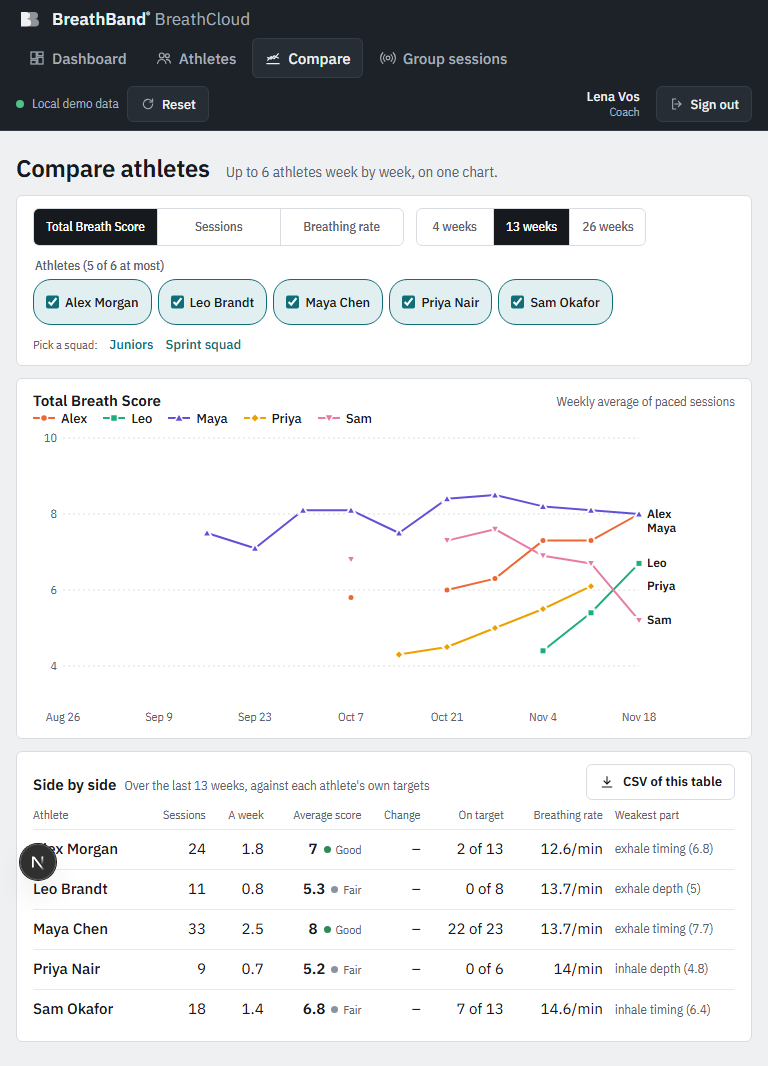 BreathBand® BreathCloud
Dashboard Athletes Compare Group sessions
Local demo data Reset
Lena Vos
Coach
Sign out
Compare athletes Up to 6 athletes week by week, on one chart.
Total Breath Score Sessions Breathing rate 4 weeks 13 weeks 26 weeks
Athletes (5 of 6 at most)
Alex Morgan Leo Brandt Maya Chen Priya Nair Sam Okafor
Pick a squad: Juniors Sprint squad
Total Breath Score Weekly average of paced sessions
Alex Leo Maya Priya Sam
10
8
6
4
Alex
Maya
Leo
Priya
Sam
Aug 26 Sep 9 Sep 23 Oct 7 Oct 21 Nov 4 Nov 18
Side by side Over the last 13 weeks, against each athlete's own targets CSV of this table
Athlete Sessions A week Average score Change On target Breathing rate Weakest part
ex Morgan 24 1.8 7 Good – 2 of 13 12.6/min exhale timing (6.8)
N
Leo Brandt 11 0.8 5.3 Fair – 0 of 8 13.7/min exhale depth (5)
Maya Chen 33 2.5 8 Good – 22 of 23 13.7/min exhale timing (7.7)
Priya Nair 9 0.7 5.2 Fair – 0 of 6 14/min inhale depth (4.8)
Sam Okafor 18 1.4 6.8 Fair – 7 of 13 14.6/min inhale timing (6.4)